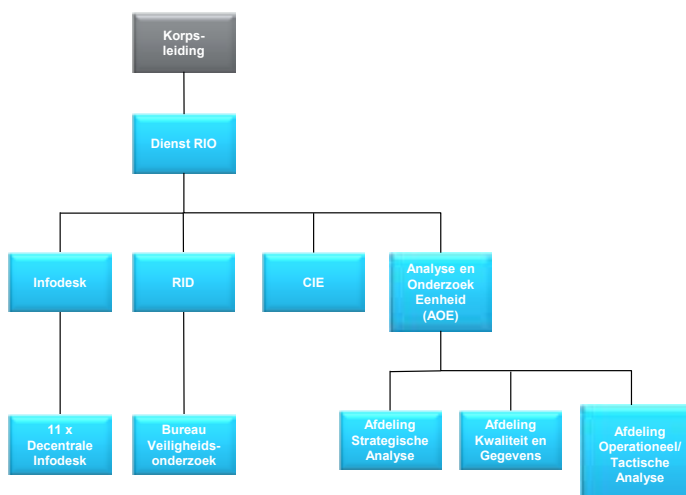 Korps-
leiding
Dienst RIO
Infodesk
RID
CIE
Analyse en
Onderzoek
Eenheid
(AOE)
11 x
Decentrale
Infodesk
Bureau
Veiligheids-
onderzoek
Afdeling
Strategische
Analyse
Afdeling
Kwaliteit en
Gegevens
Afdeling
Operationeel/
Tactische
Analyse